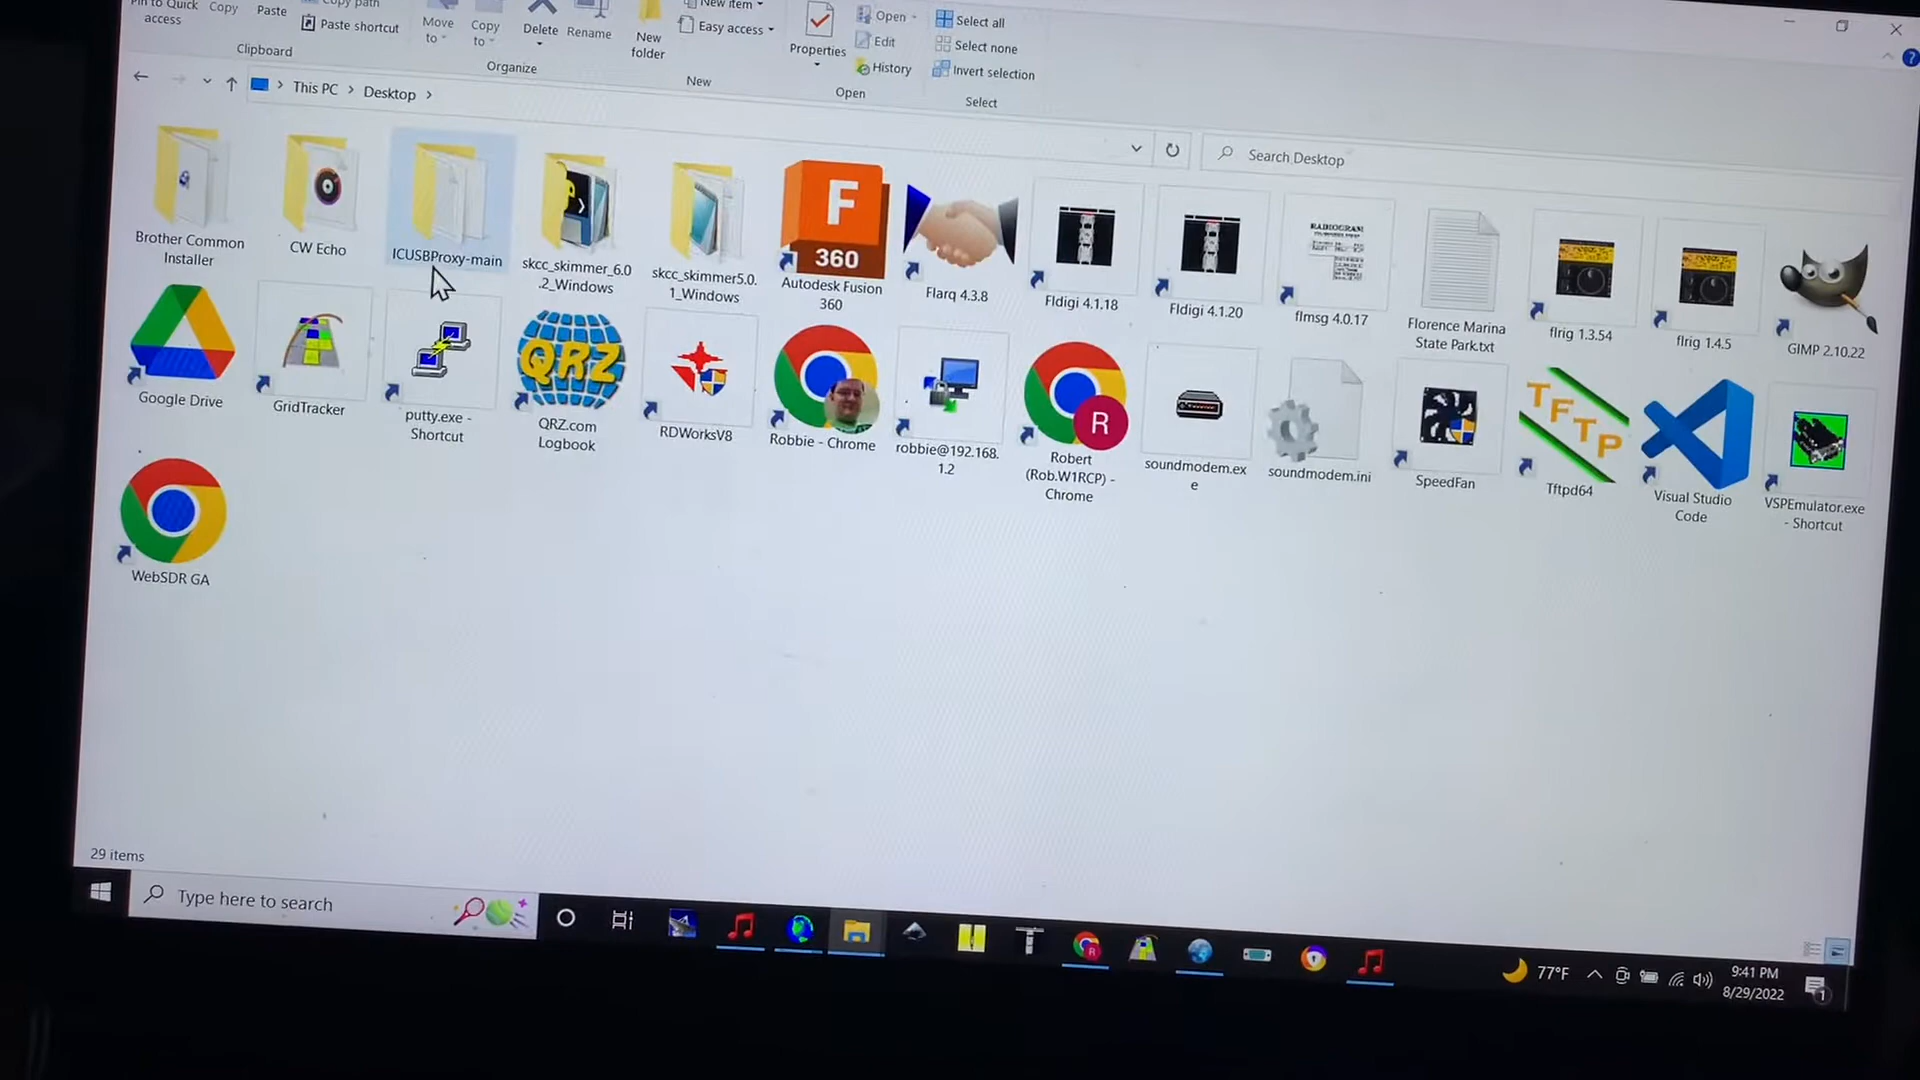 Pin to Quick
access
Copy
Paste
Copy path
Paste shortcut
Clipboard
Move
to
Copy
to
Delete
Rename
Organize
New
folder
New item
Easy access
New
Properties
Open
Edit
History
Open
Select all
Select none
Invert selection
Select
This PC > Desktop >
Search Desktop
Brother Common
Installer
CW Echo
ICUSBProxy-main
skcc_skimmer_6.0
.2_Windows
skcc_skimmer5.0.
1_Windows
F
360
Autodesk Fusion
360
Flarq 4.3.8
Fldigi 4.1.18
Fldigi 4.1.20
RADIOGRAM
flmsg 4.0.17
Florence Marina
State Park.txt
flrig 1.3.54
flrig 1.4.5
GIMP 2.10.22
Google Drive
GridTracker
putty.exe -
Shortcut
QRZ
QRZ.com
Logbook
RDWorksV8
Robbie - Chrome
robbie@192.168.
1.2
R
Robert
(Rob.W1RCP) -
Chrome
soundmodem.ex
e
soundmodem.ini
SpeedFan
TFTP
Tftpd64
Visual Studio
Code
VSPEmulator.exe
- Shortcut
WebSDR GA
29 items
Type here to search
R
77°F
9:41 PM
8/29/2022
1